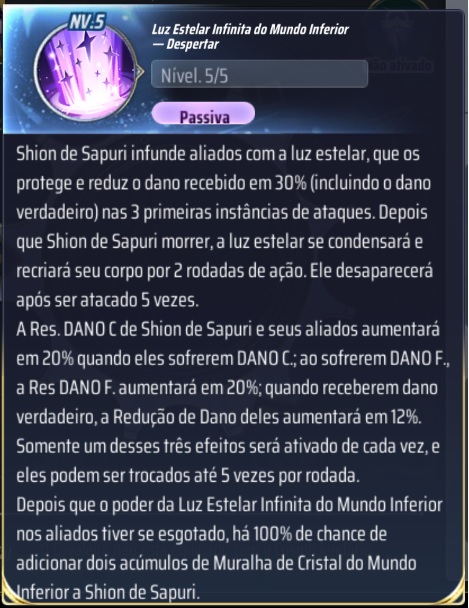 NV.5
Luz Estelar Infinita do Mundo Inferior
— Despertar
Nível. 5/5
Passiva
Shion de Sapuri infunde aliados com a luz estelar, que os
protege e reduz o dano recebido em 30% (incluindo o dano
verdadeiro) nas 3 primeiras instâncias de ataques. Depois
que Shion de Sapuri morrer, a luz estelar se condensará e
recriará seu corpo por 2 rodadas de ação. Ele desaparecerá
após ser atacado 5 vezes.
A Res. DANO C de Shion de Sapuri e seus aliados aumentará
em 20% quando eles sofrerem DANO C.; ao sofrerem DANO F.,
a Res DANO F. aumentará em 20%; quando receberem dano
verdadeiro, a Redução de Dano deles aumentará em 12%.
Somente um desses três efeitos será ativado de cada vez, e
eles podem ser trocados até 5 vezes por rodada.
Depois que o poder da Luz Estelar Infinita do Mundo Inferior
nos aliados tiver se esgotado, há 100% de chance de
adicionar dois acúmulos de Muralha de Cristal do Mundo
Inferior a Shion de Sapuri.